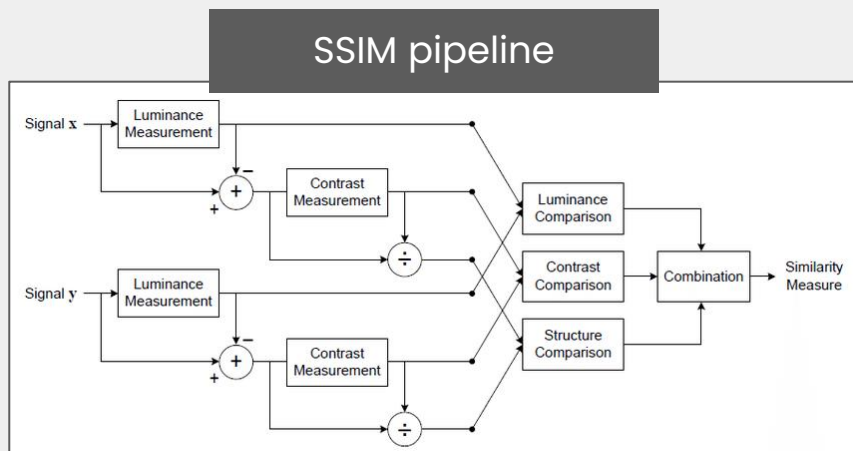 SSIM pipeline
Signal x
Luminance
Measurement
−
+
+
Contrast
Measurement
÷
Luminance
Comparison
Contrast
Comparison
Structure
Comparison
Combination
Similarity
Measure
Signal y
Luminance
Measurement
−
+
+
Contrast
Measurement
÷